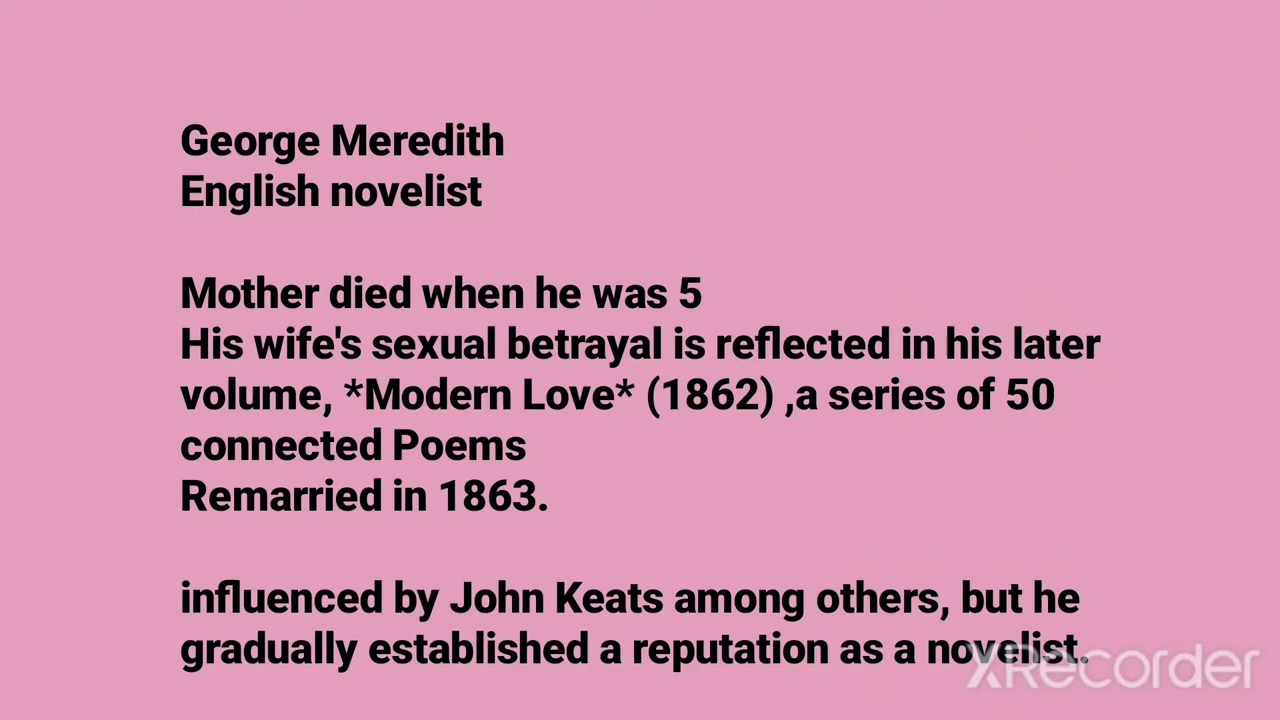 George Meredith
English novelist
Mother died when he was 5
His wife's sexual betrayal is reflected in his later
volume, *Modern Love* (1862) ,a series of 50
connected Poems
Remarried in 1863.
influenced by John Keats among others, but he
gradually established a reputation as a novelist.
XRecorder